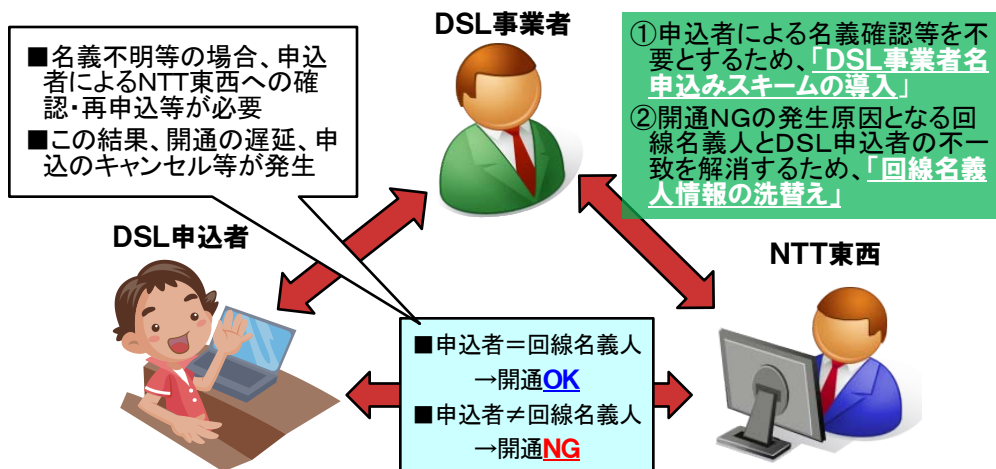 DSL事業者
■名義不明等の場合、申込
者によるNTT東西への確
認・再申込等が必要
■この結果、開通の遅延、申
込のキャンセル等が発生
①申込者による名義確認等を不
要とするため、「DSL事業者名
申込みスキームの導入」
②開通NGの発生原因となる回
線名義人とDSL申込者の不一
致を解消するため、「回線名義
人情報の洗替え」
DSL申込者
NTT東西
■申込者＝回線名義人
→開通OK
■申込者≠回線名義人
→開通NG